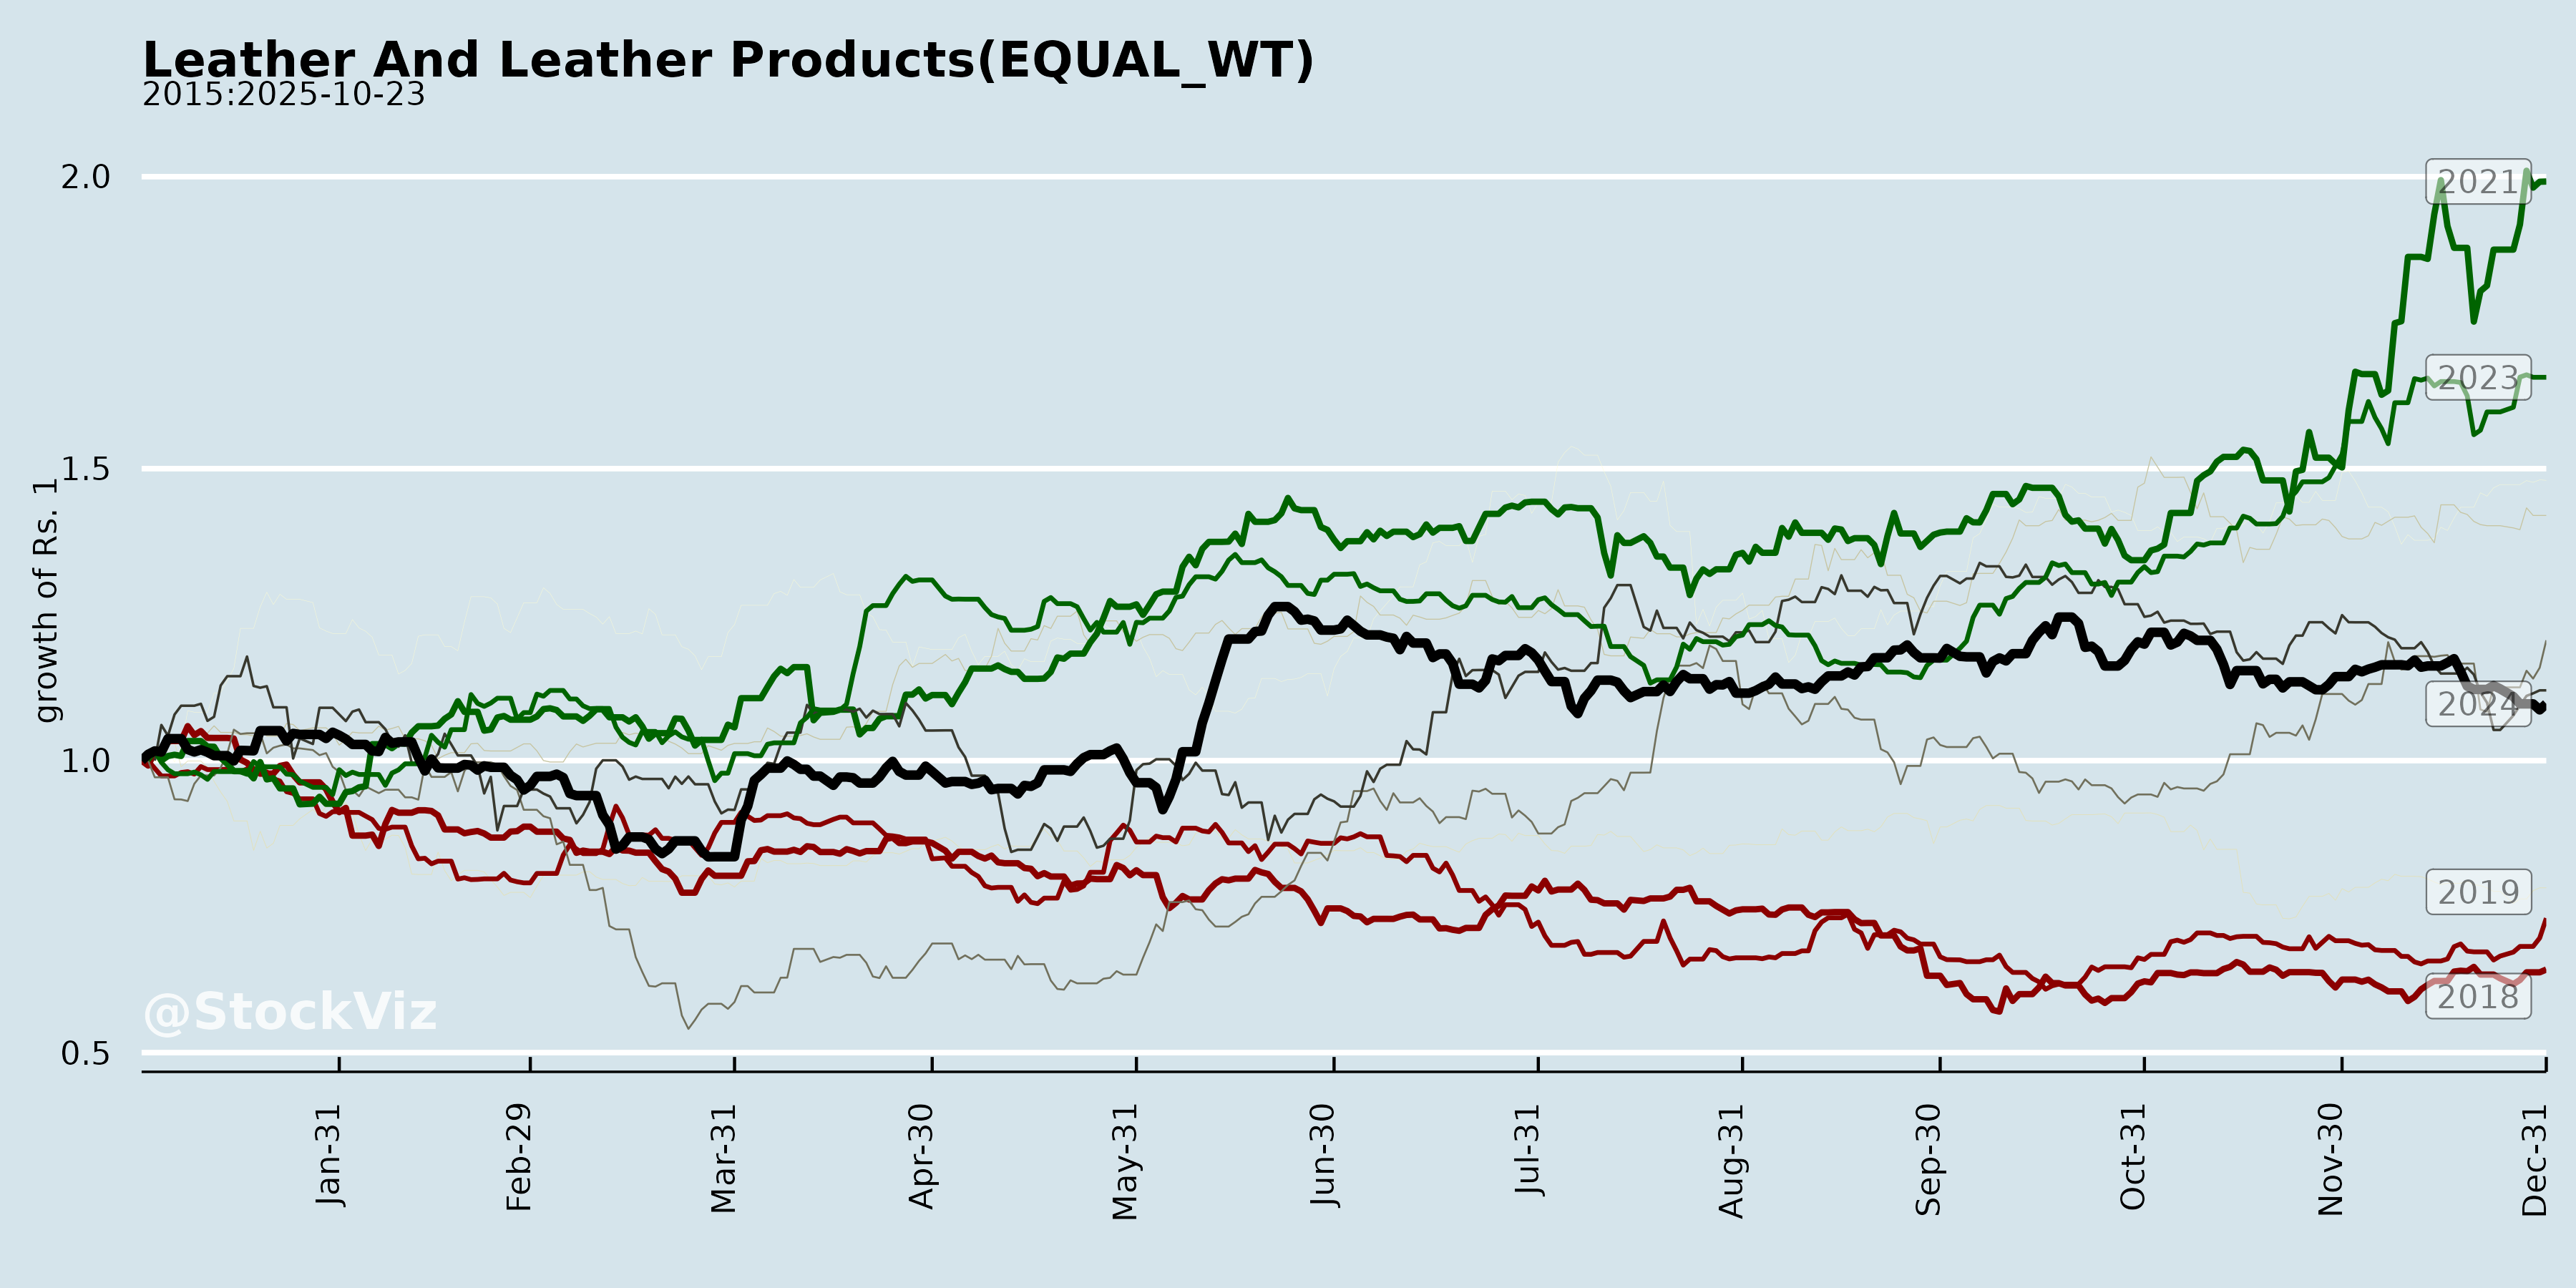 Leather And Leather Products(EQUAL_WT)
2015:2025-10-23
growth of Rs. 1
2.0
1.5
1.0
0.5
2021
2023
2024
2019
2018
@StockViz
Jan-31
Feb-29
Mar-31
Apr-30
May-31
Jun-30
Jul-31
Aug-31
Sep-30
Oct-31
Nov-30
Dec-31